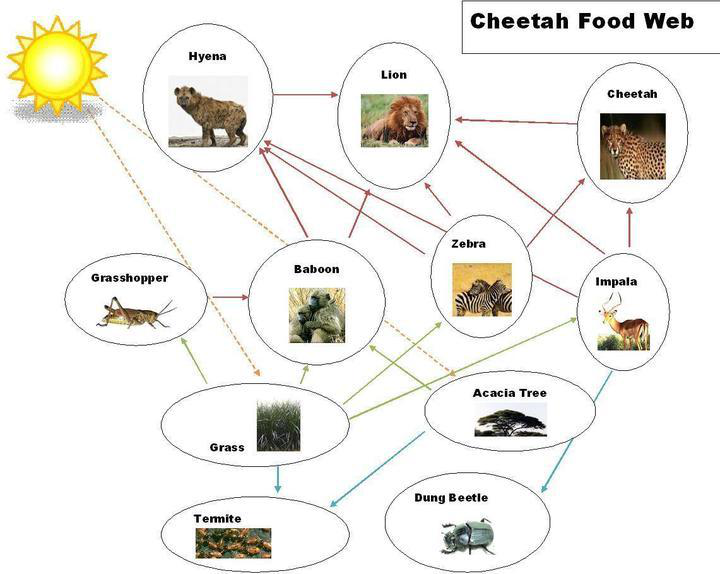 Cheetah Food Web
Hyena
Lion
Cheetah
Zebra
Baboon
Grasshopper
Impala
Acacia Tree
Grass
Dung Beetle
Termite